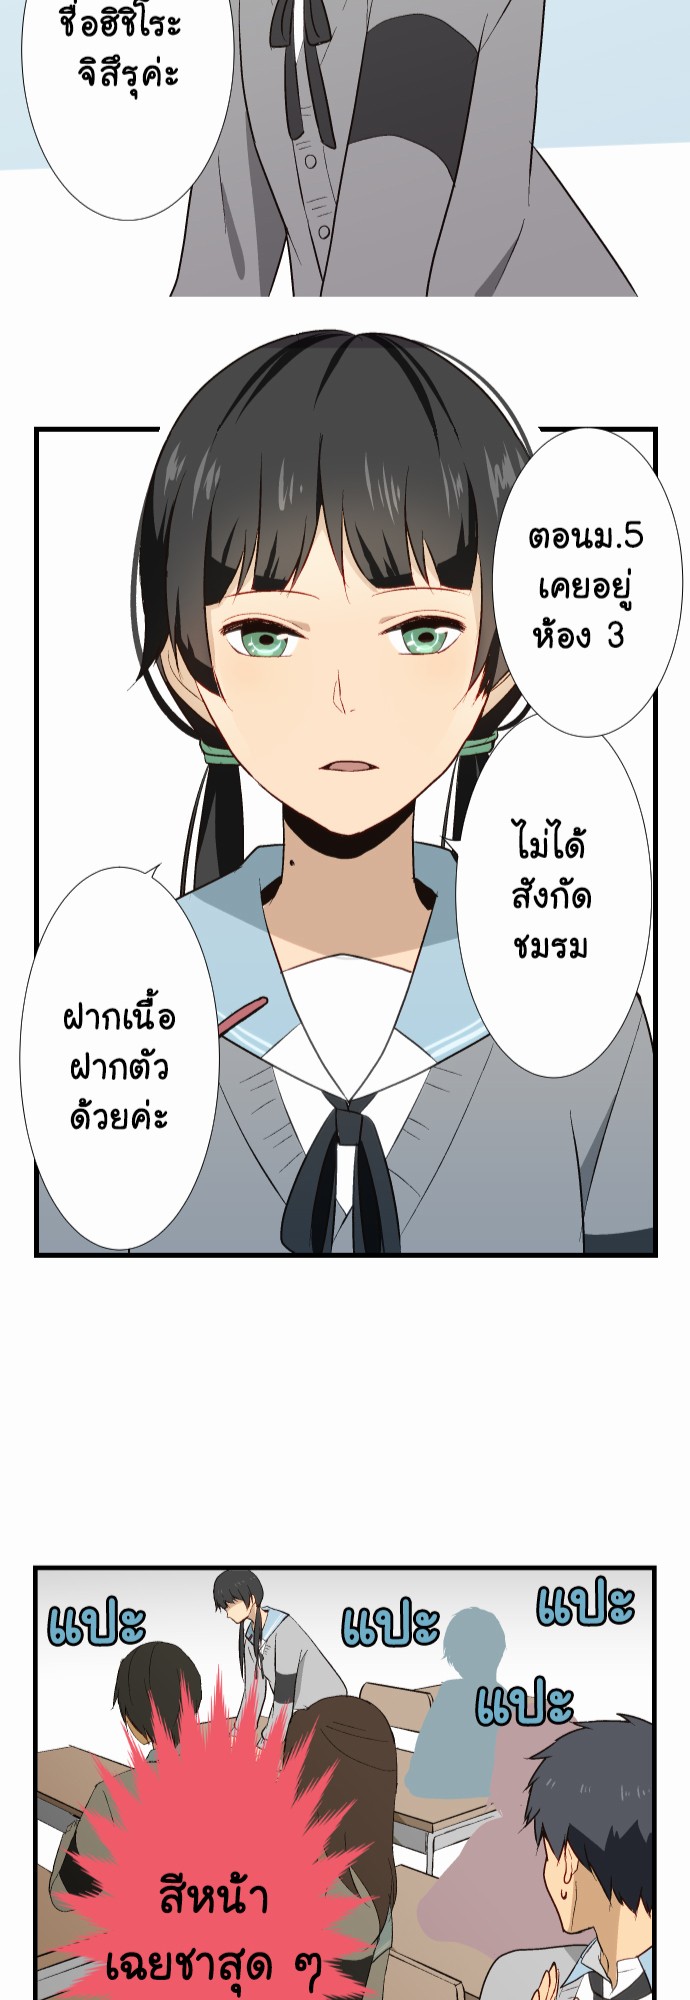 ชื่อฮิชิโระ
จิสึรุค่ะ
ตอนม.5
เคยอยู่
ห้อง 3
ไม่ได้
สังกัด
ชมรม
ฝากเนื้อ
ฝากตัว
ด้วยค่ะ
แปะ
แปะ
แปะ
แปะ
สีหน้า
เฉยชาสุด ๆ